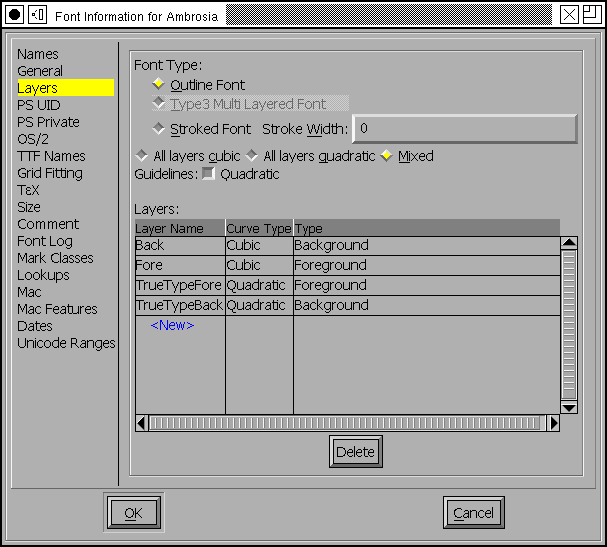 Font Information for Ambrosia
Names
General
Layers
PS UID
PS Private
OS/2
TTF Names
Grid Fitting
TεX
Size
Comment
Font Log
Mark Classes
Lookups
Mac
Mac Features
Dates
Unicode Ranges
Font Type:
Outline Font
Type3 Multi Layered Font
Stroked Font Stroke Width: 0
All layers cubic All layers quadratic Mixed
Guidelines: Quadratic
Layers:
Layer Name Curve Type Type
Back Cubic Background
Fore Cubic Foreground
TrueTypeFore Quadratic Foreground
TrueTypeBack Quadratic Background
<New>
Delete
OK Cancel